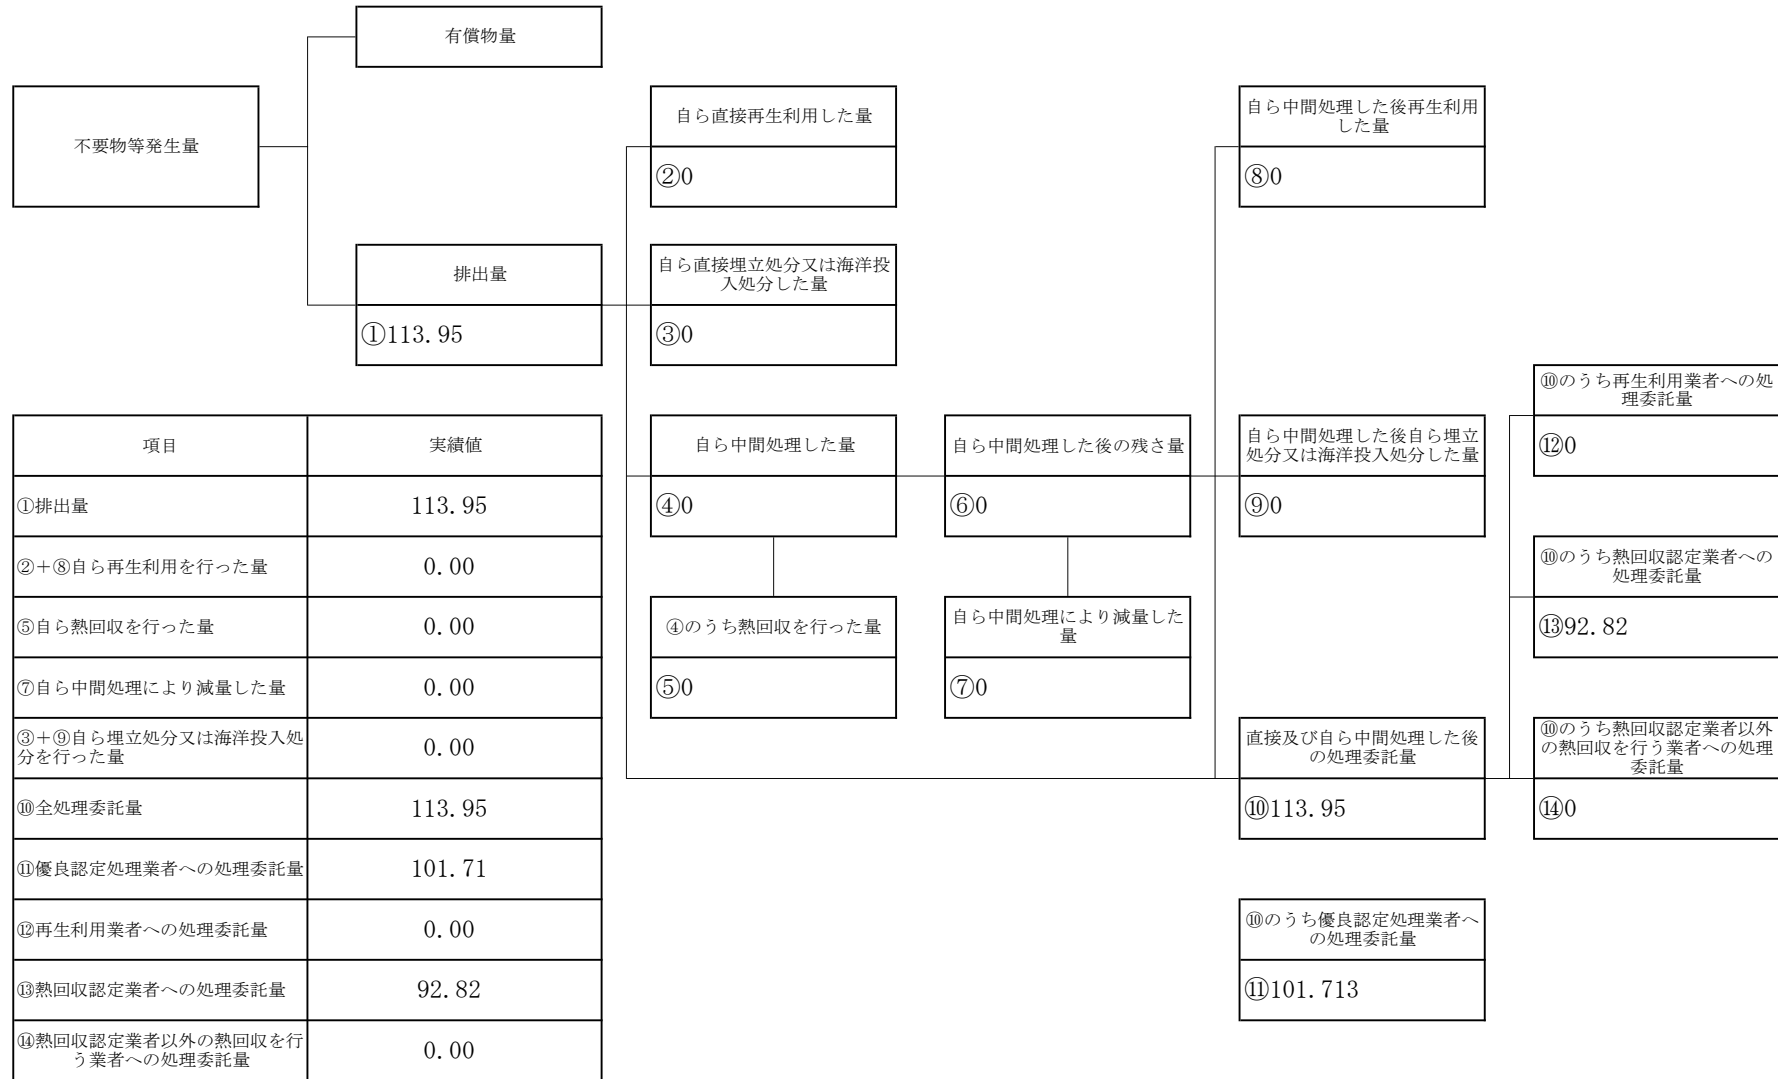 有償物量
不要物等発生量
自ら直接再生利用した量
②0
自ら中間処理した後再生利用
した量
⑧0
排出量
①113.95
自ら直接埋立処分又は海洋投
入処分した量
③0
自ら中間処理した量
④0
自ら中間処理した後の残さ量
⑥0
自ら中間処理した後自ら埋立
処分又は海洋投入処分した量
⑨0
⑩のうち再生利用業者への処
理委託量
⑫0
⑩のうち熱回収認定業者への
処理委託量
⑬92.82
④のうち熱回収を行った量
⑤0
自ら中間処理により減量した
量
⑦0
直接及び自ら中間処理した後
の処理委託量
⑩113.95
⑩のうち熱回収認定業者以外
の熱回収を行う業者への処理
委託量
⑭0
⑩のうち優良認定処理業者へ
の処理委託量
⑪101.713
項目 実績値
①排出量 113.95
②+⑧自ら再生利用を行った量 0.00
⑤自ら熱回収を行った量 0.00
⑦自ら中間処理により減量した量 0.00
③+⑨自ら埋立処分又は海洋投入処
分を行った量 0.00
⑩全処理委託量 113.95
⑪優良認定処理業者への処理委託量 101.71
⑫再生利用業者への処理委託量 0.00
⑬熱回収認定業者への処理委託量 92.82
⑭熱回収認定業者以外の熱回収を行
う業者への処理委託量 0.00